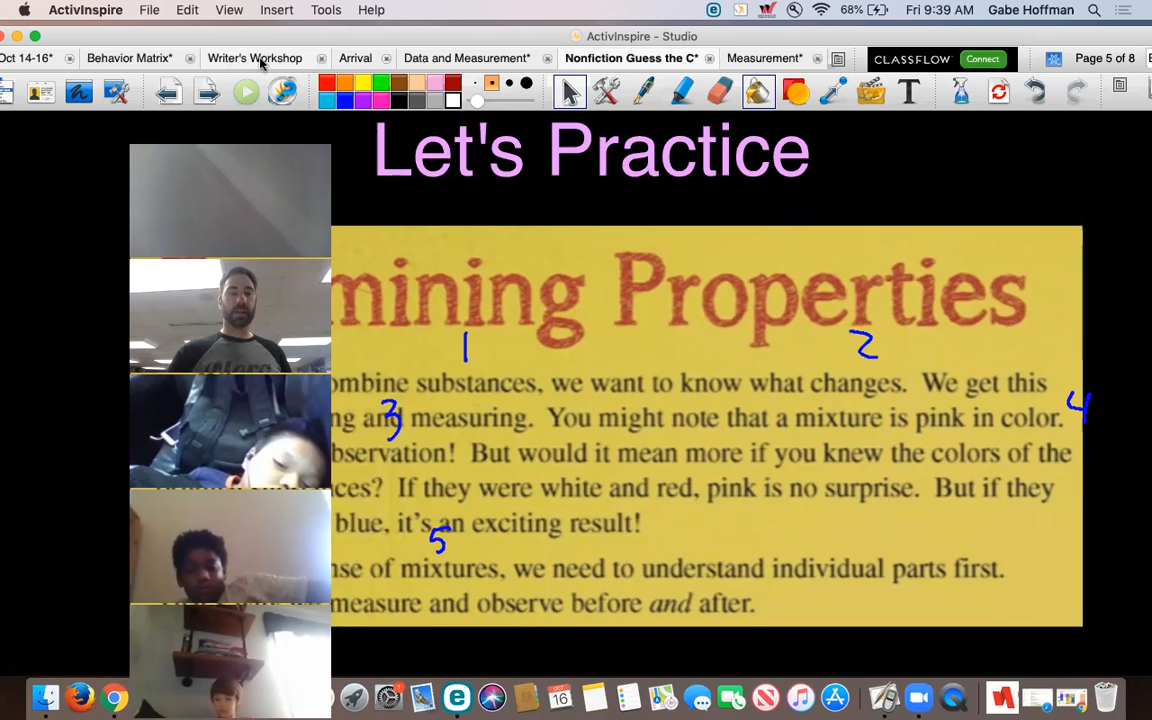 ActivInspire File Edit View Insert Tools Help 68% Fri 9:39 AM Gabe Hoffman
ActivInspire - Studio
Oct 14-16* Behavior Matrix* Writer's Workshop Arrival Data and Measurement* Nonfiction Guess the C* Measurement* CLASSFLOW Connect Page 5 of 8
Let's Practice
mining Properties
1 2
ombine substances, we want to know what changes. We get this
3 4
ng and measuring. You might note that a mixture is pink in color.
bservation! But would it mean more if you knew the colors of the
ces? If they were white and red, pink is no surprise. But if they
blue, it's an exciting result!
5
nse of mixtures, we need to understand individual parts first.
measure and observe before and after.
OCT
16